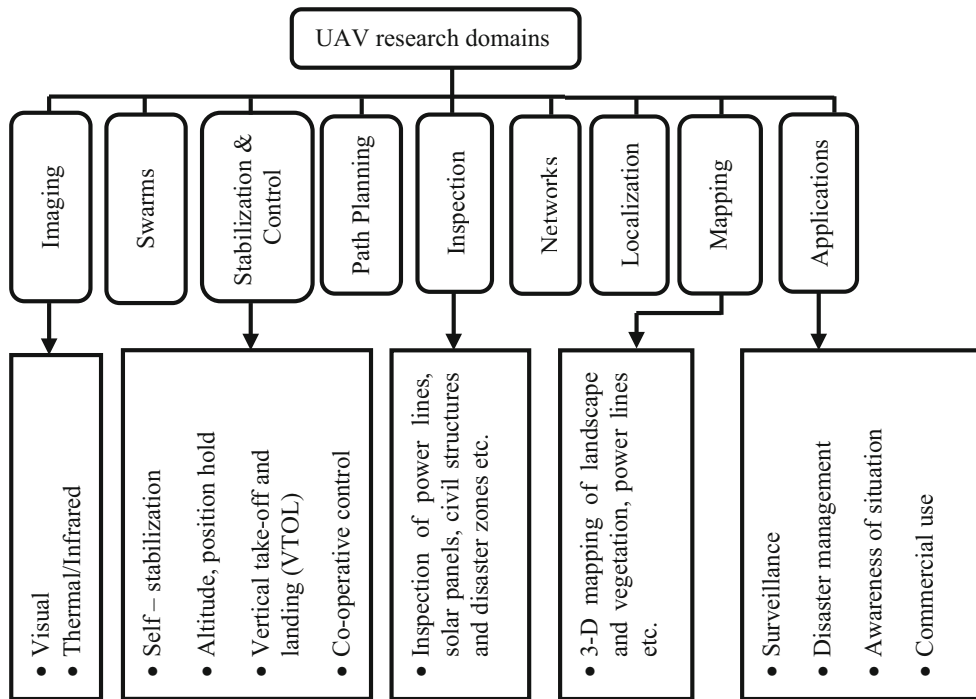 UAV research domains
Imaging
Swarms
Stabilization &
Control
Path Planning
Inspection
Networks
Localization
Mapping
Applications
• Visual
• Thermal/Infrared
• Self – stabilization
• Altitude, position hold
• Vertical take-off and
landing (VTOL)
• Co-operative control
• Inspection of power lines,
solar panels, civil structures
and disaster zones etc.
• 3-D mapping of landscape
and vegetation, power lines
etc.
• Surveillance
• Disaster management
• Awareness of situation
• Commercial use